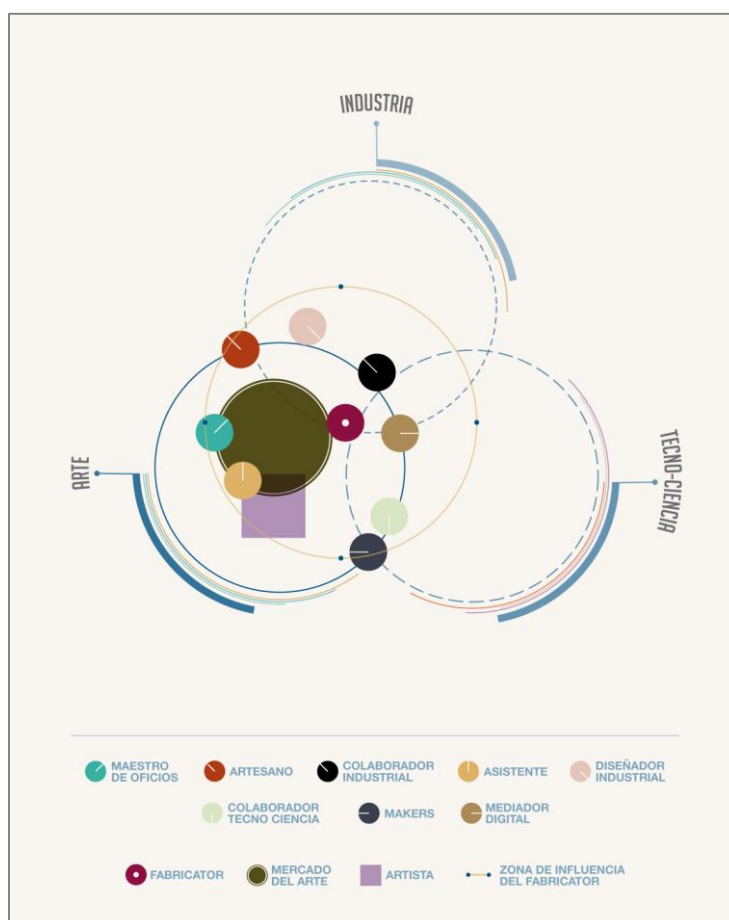 INDUSTRIA
ARTE
TECNO-CIENCIA
MAESTRO
DE OFICIOS
ARTESANO
COLABORADOR
INDUSTRIAL
ASISTENTE
DISEÑADOR
INDUSTRIAL
COLABORADOR
TECNO CIENCIA
MAKERS
MEDIADOR
DIGITAL
FABRICATOR
MERCADO
DEL ARTE
ARTISTA
ZONA DE INFLUENCIA
DEL FABRICATOR